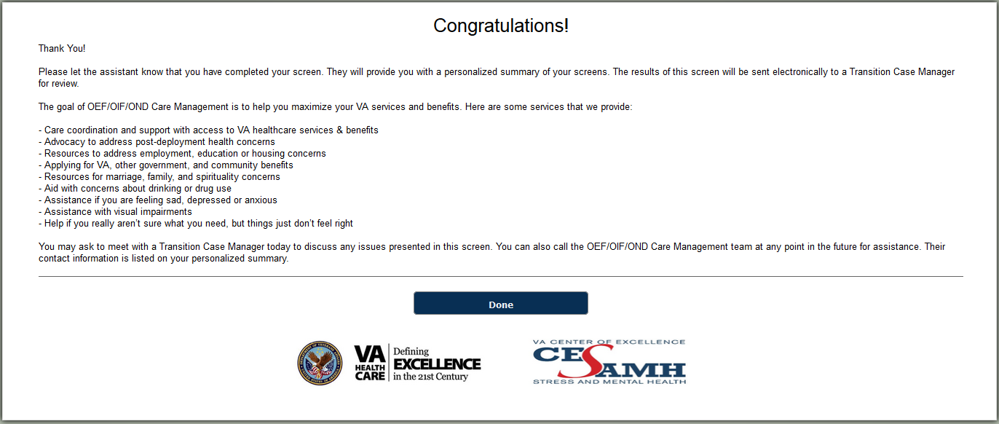 Congratulations!
Thank You!
Please let the assistant know that you have completed your screen. They will provide you with a personalized summary of your screens. The results of this screen will be sent electronically to a Transition Case Manager
for review.
The goal of OEF/OIF/OND Care Management is to help you maximize your VA services and benefits. Here are some services that we provide:
- Care coordination and support with access to VA healthcare services & benefits
- Advocacy to address post-deployment health concerns
- Resources to address employment, education or housing concerns
- Applying for VA, other government, and community benefits
- Resources for marriage, family, and spirituality concerns
- Aid with concerns about drinking or drug use
- Assistance if you are feeling sad, depressed or anxious
- Assistance with visual impairments
- Help if you really aren’t sure what you need, but things just don’t feel right
You may ask to meet with a Transition Case Manager today to discuss any issues presented in this screen. You can also call the OEF/OIF/OND Care Management team at any point in the future for assistance. Their
contact information is listed on your personalized summary.
Done
VA
HEALTH
CARE
Defining
EXCELLENCE
in the 21st Century
VA CENTER OF EXCELLENCE
CESAMH
STRESS AND MENTAL HEALTH